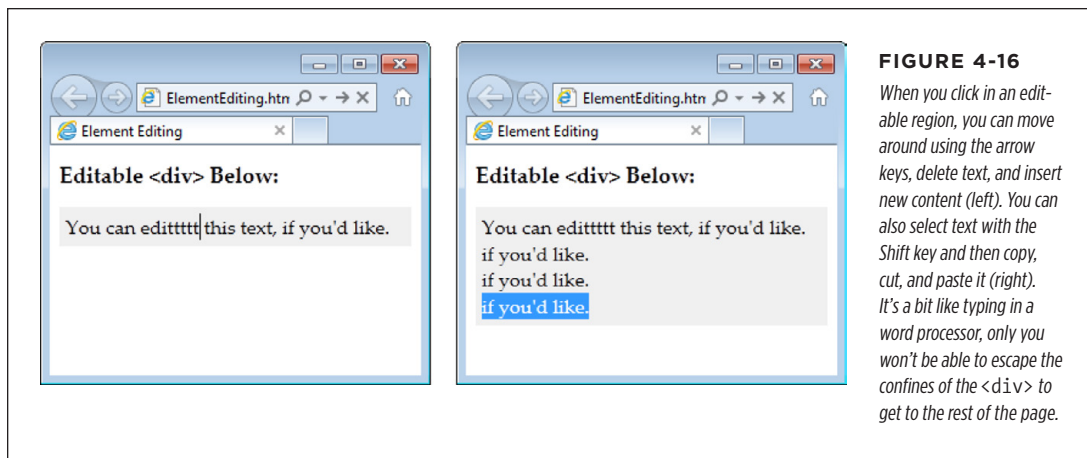 ElementEditing.htm
Element Editing
Editable <div> Below:
You can edittttt this text, if you'd like.
ElementEditing.htm
Element Editing
Editable <div> Below:
You can edittttt this text, if you'd like.
if you'd like.
if you'd like.
if you'd like.
FIGURE 4-16
When you click in an edit-
able region, you can move
around using the arrow
keys, delete text, and insert
new content (left). You can
also select text with the
Shift key and then copy,
cut, and paste it (right).
It's a bit like typing in a
word processor, only you
won't be able to escape the
confines of the <div> to
get to the rest of the page.